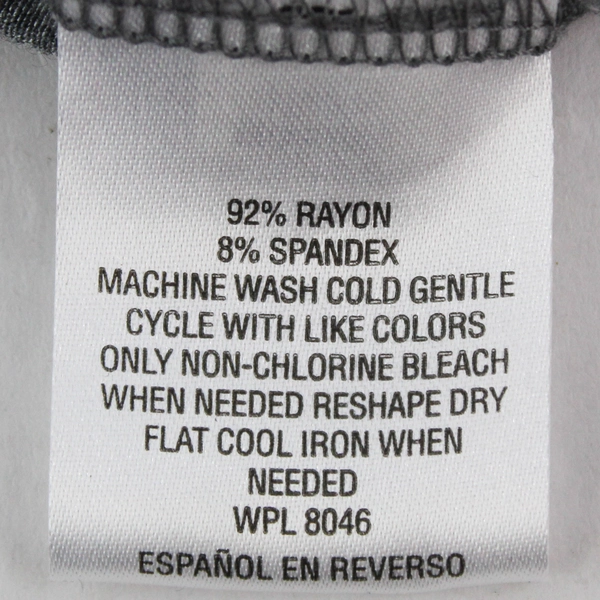 92% RAYON
8% SPANDEX
MACHINE WASH COLD GENTLE
CYCLE WITH LIKE COLORS
ONLY NON-CHLORINE BLEACH
WHEN NEEDED RESHAPE DRY
FLAT COOL IRON WHEN
NEEDED
WPL 8046
ESPAÑOL EN REVERSO